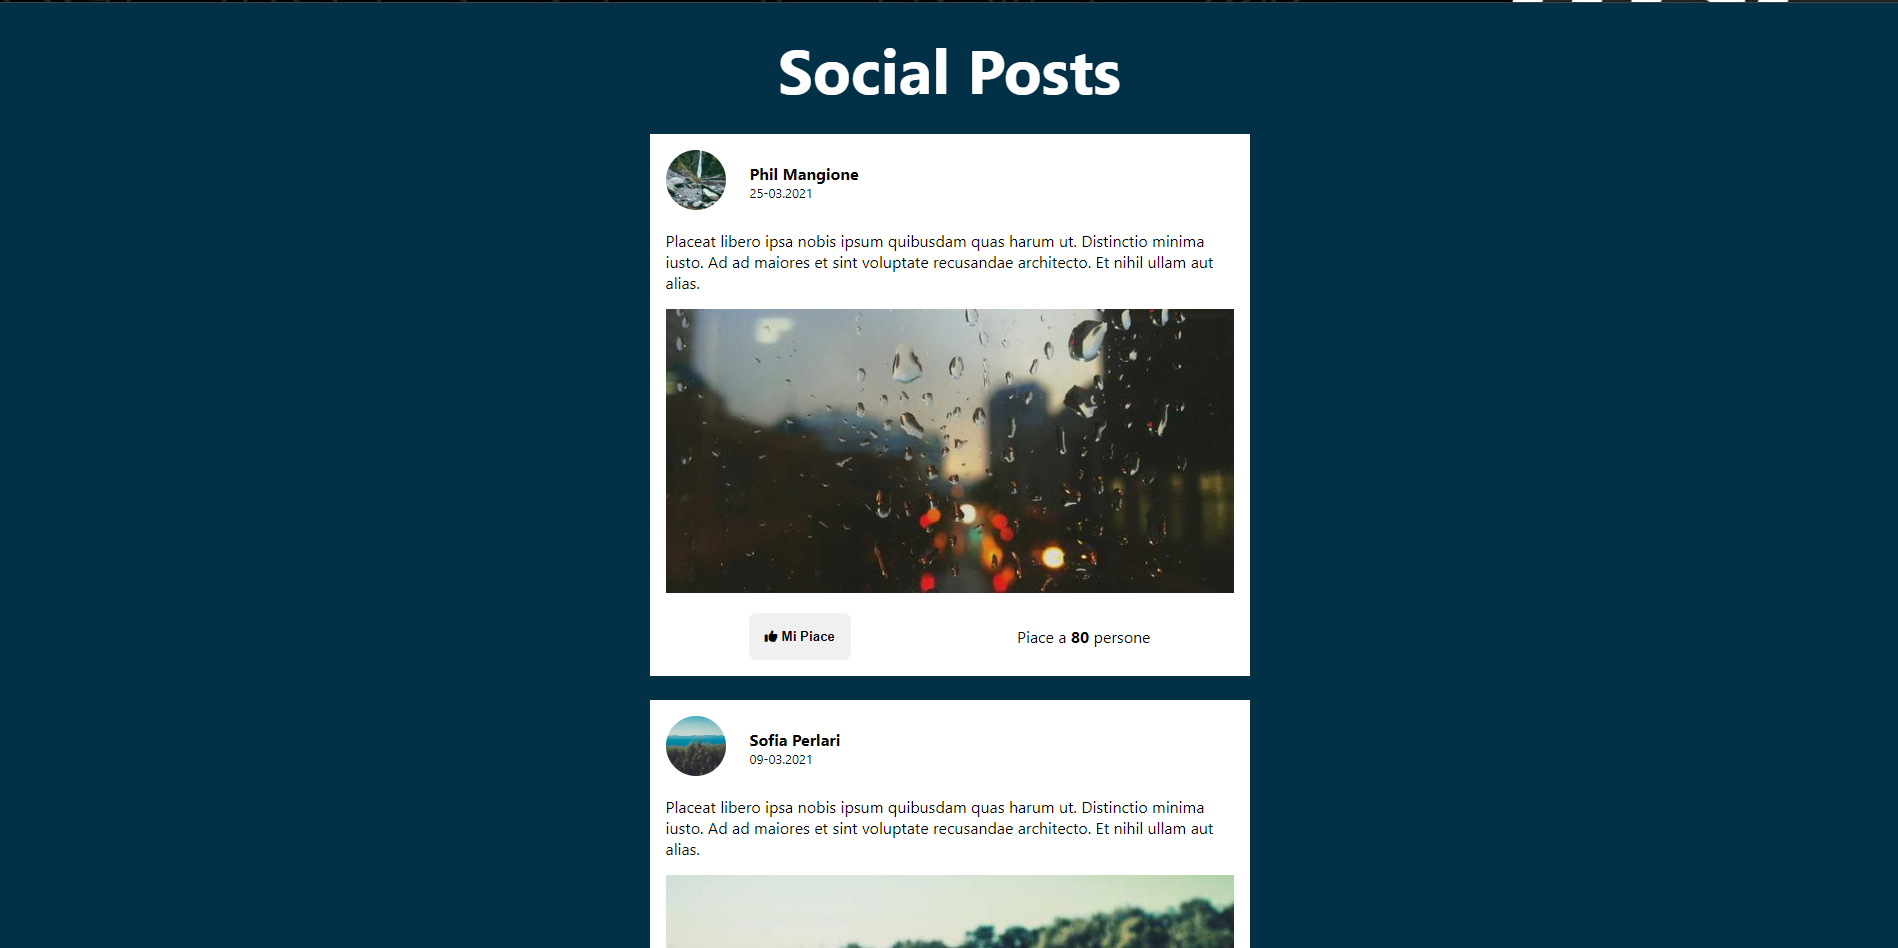 Social Posts
Phil Mangione
25-03.2021
Placeat libero ipsa nobis ipsum quibusdam quas harum ut. Distinctio minima
iusto. Ad ad maiores et sint voluptate recusandae architecto. Et nihil ullam aut
alias.
Mi Piace
Piace a 80 persone
Sofia Perlari
09-03.2021
Placeat libero ipsa nobis ipsum quibusdam quas harum ut. Distinctio minima
iusto. Ad ad maiores et sint voluptate recusandae architecto. Et nihil ullam aut
alias.